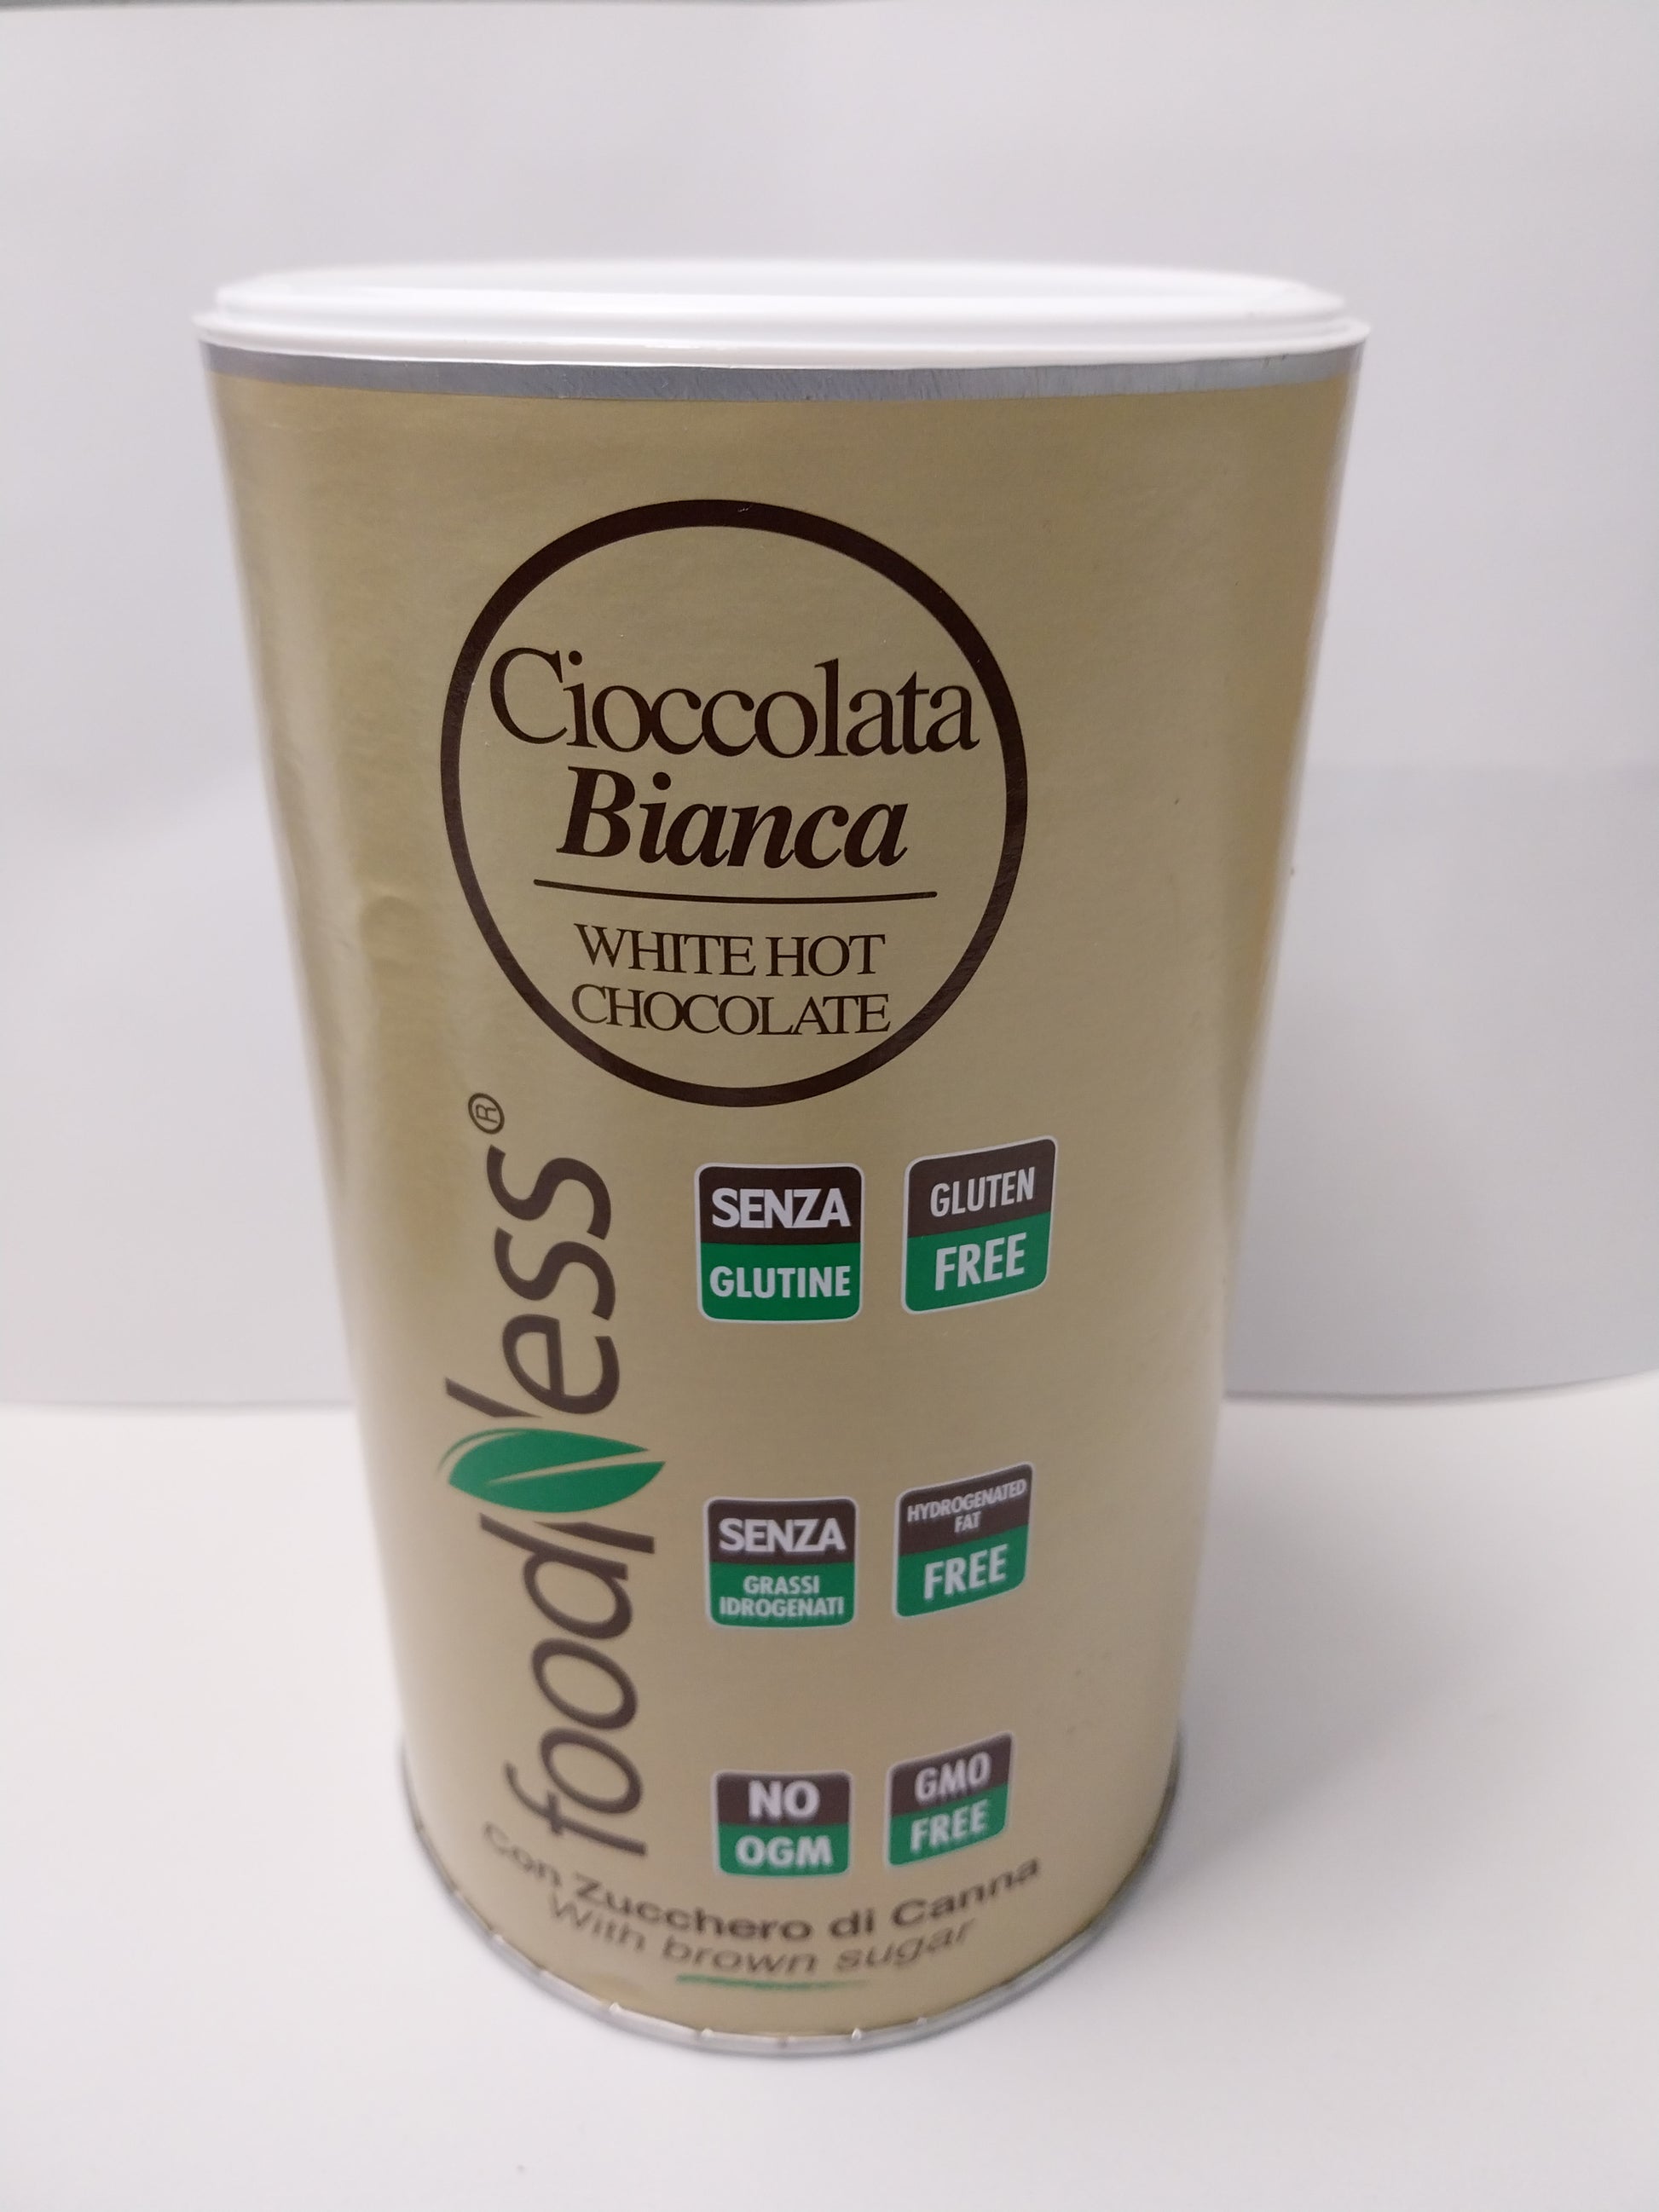 Cioccolata
Bianca
WHITE HOT
CHOCOLATE
foodNess®
SENZA
GLUTINE
GLUTEN
FREE
SENZA
GRASSI
IDROGENATI
HYDROGENATED
FAT
FREE
NO
OGM
GMO
FREE
Con Zucchero di Canna
With brown sugar